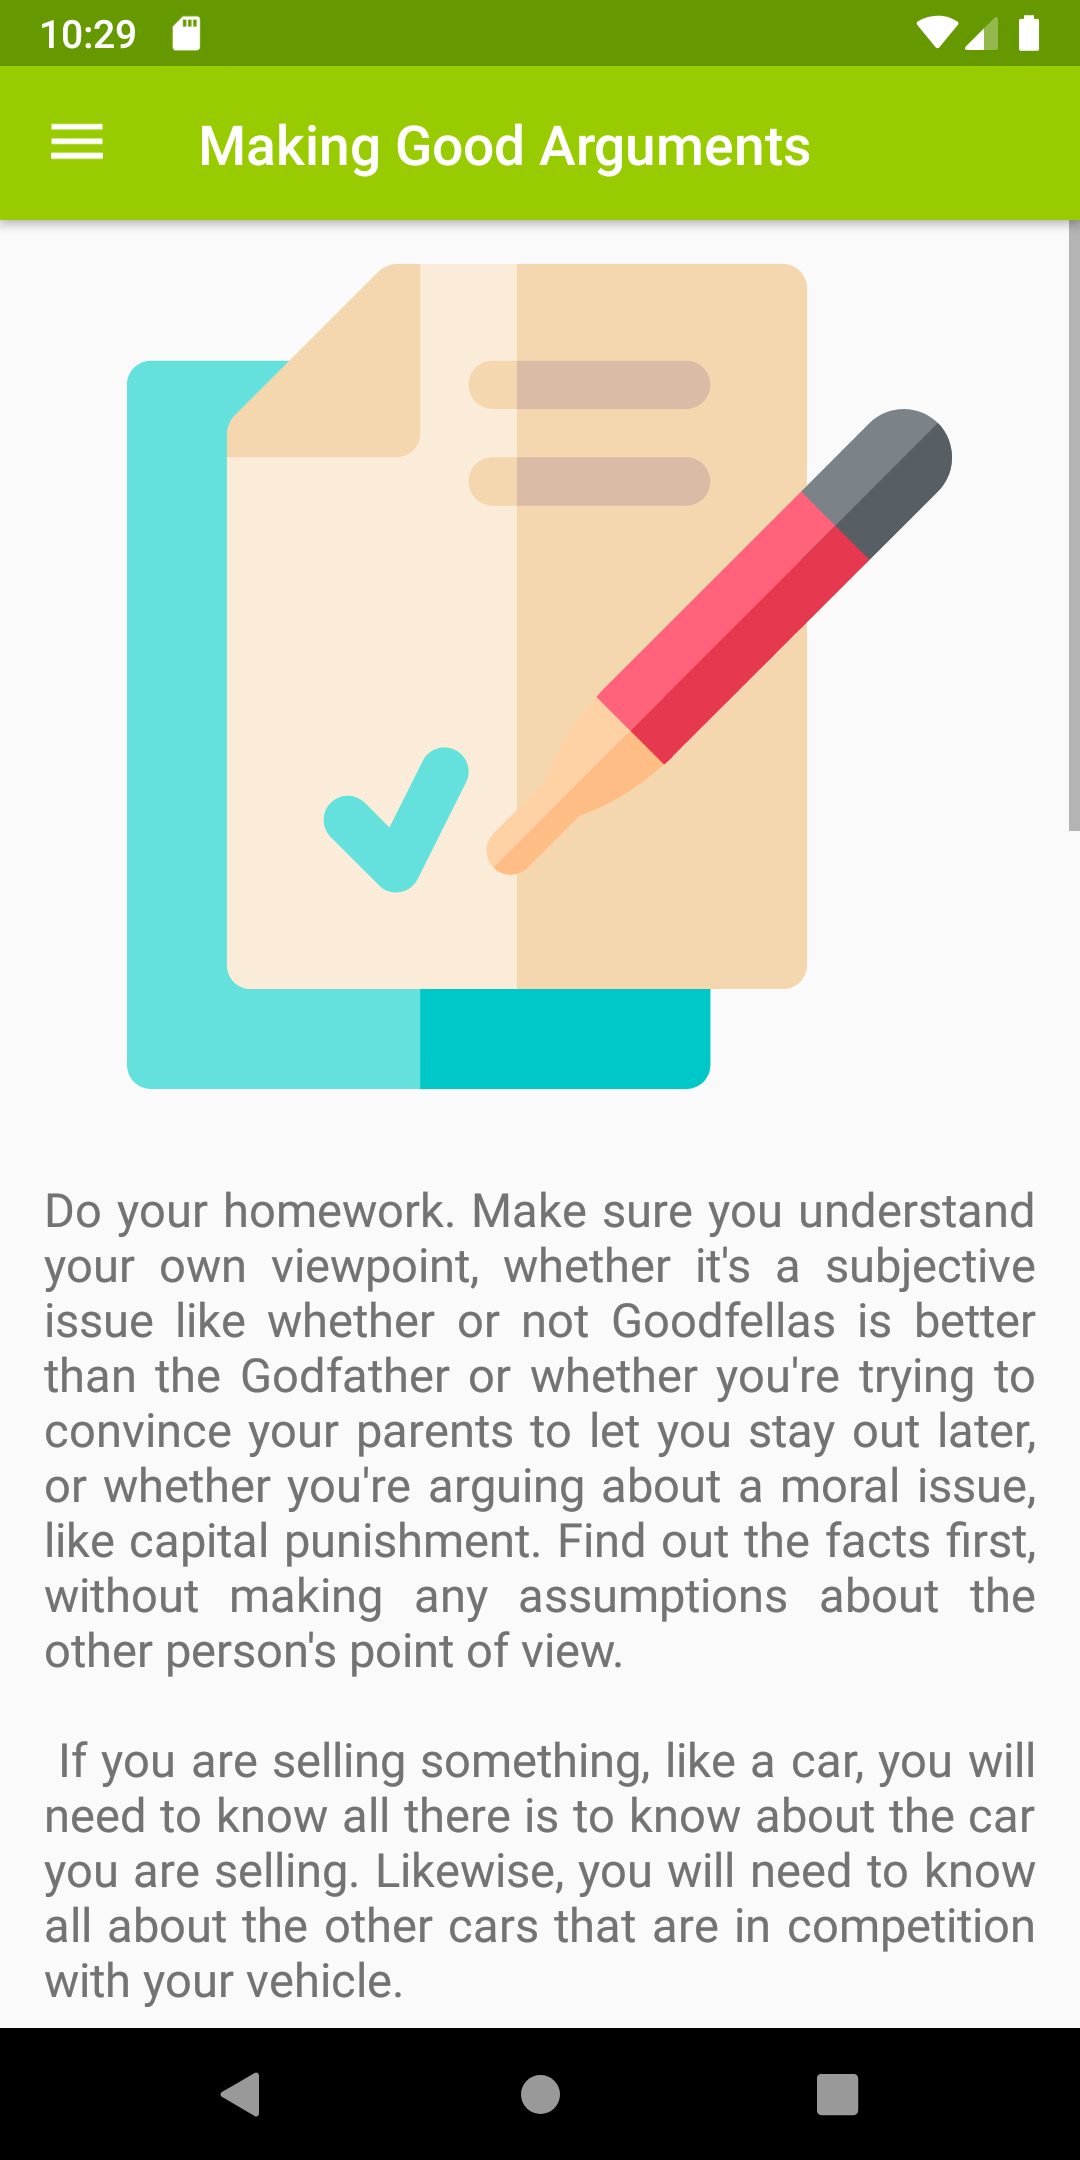 10:29
Making Good Arguments
Do your homework. Make sure you understand
your own viewpoint, whether it's a subjective
issue like whether or not Goodfellas is better
than the Godfather or whether you're trying to
convince your parents to let you stay out later,
or whether you're arguing about a moral issue,
like capital punishment. Find out the facts first,
without making any assumptions about the
other person's point of view.
If you are selling something, like a car, you will
need to know all there is to know about the car
you are selling. Likewise, you will need to know
all about the other cars that are in competition
with your vehicle.